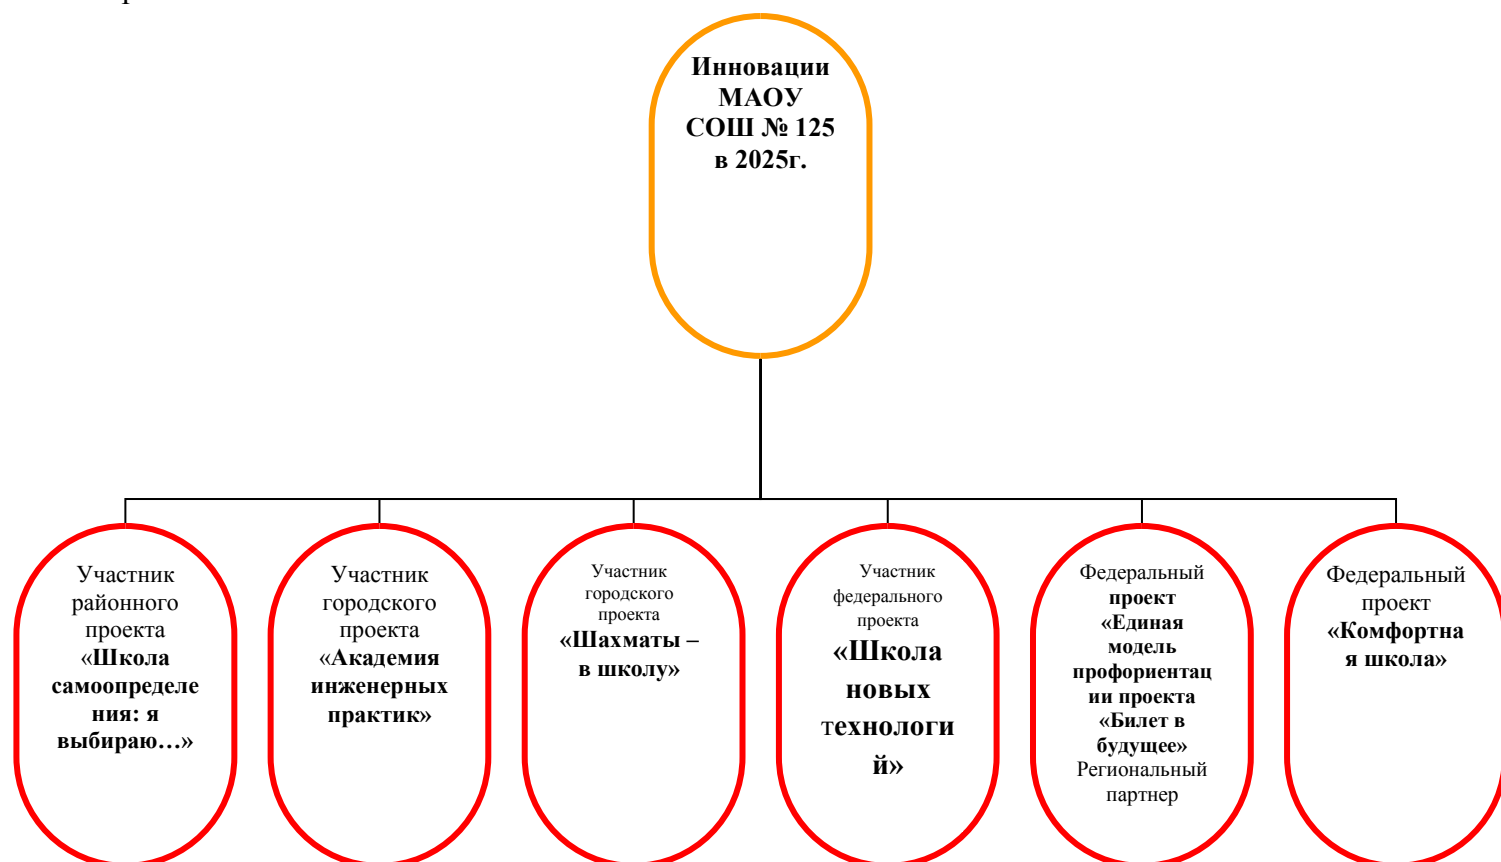 Инновации
МАОУ
СОШ № 125
в 2025г.
Участник
районного
проекта
«Школа
самоопределе
ния: я
выбираю…»
Участник
городского
проекта
«Академия
инженерных
практик»
Участник
городского
проекта
«Шахматы –
в школу»
Участник
федерального
проекта
«Школа
новых
технологи
й»
Федеральный
проект
«Единая
модель
профориентац
ии проекта
«Билет в
будущее»
Региональный
партнер
Федеральный
проект
«Комфортна
я школа»